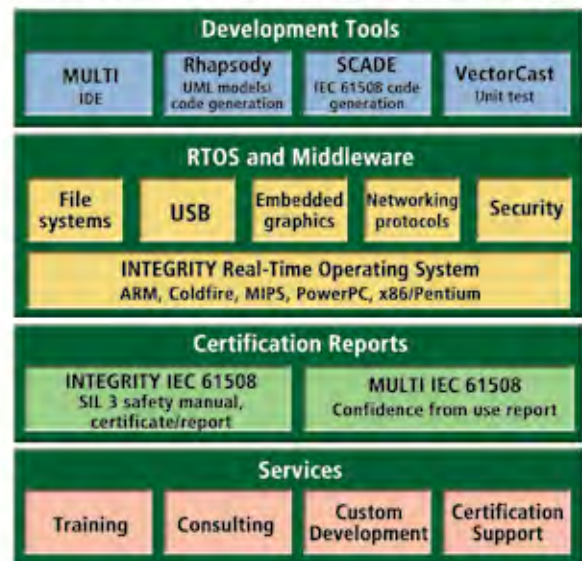 Development Tools
MULTI
IDE
Rhapsody
UML models/
code generation
SCADE
IEC 61508 code
generation
VectorCast
Unit test
RTOS and Middleware
File
systems
USB
Embedded
graphics
Networking
protocols
Security
INTEGRITY Real-Time Operating System
ARM, Coldfire, MIPS, PowerPC, x86/Pentium
Certification Reports
INTEGRITY IEC 61508
SIL 3 safety manual,
certificate/report
MULTI IEC 61508
Confidence from use report
Services
Training
Consulting
Custom
Development
Certification
Support